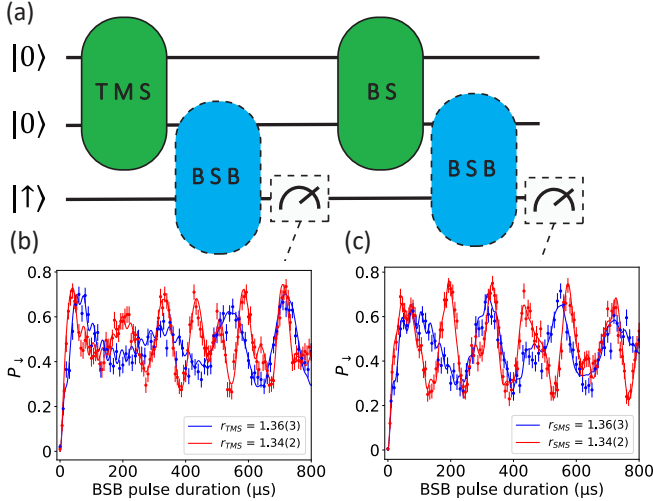 (a)
|0⟩
TMS
BS
|0⟩
BSB
BSB
|↑⟩
(b)
(c)
0.8
0.6
0.4
0.2
0
P↓
r_TMS = 1.36(3)
r_TMS = 1.34(2)
0 200 400 600 800
BSB pulse duration (μs)
0.8
0.6
0.4
0.2
0
P↓
r_SMS = 1.36(3)
r_SMS = 1.34(2)
0 200 400 600 800
BSB pulse duration (μs)